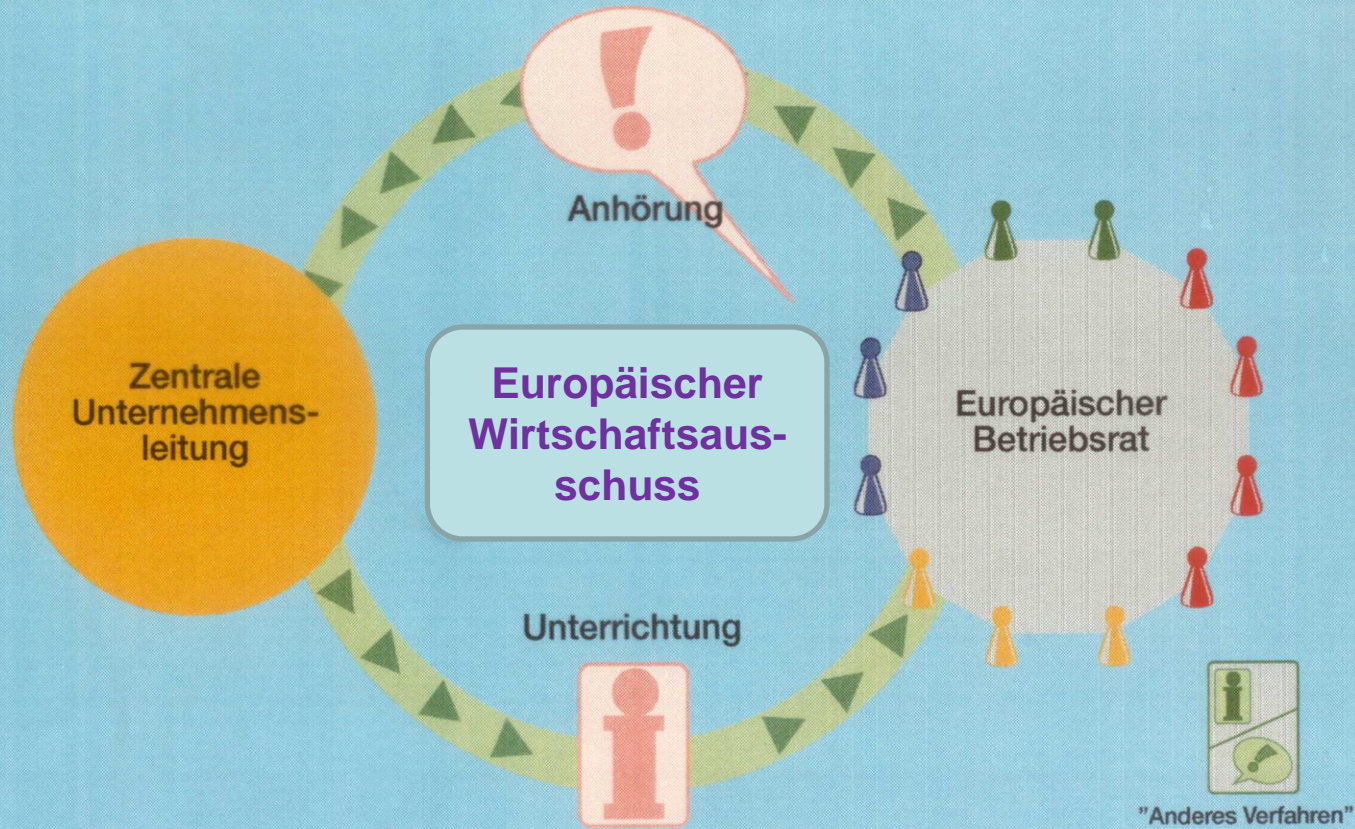 Anhörung
Zentrale
Unternehmens-
leitung
Europäischer
Wirtschaftsaus-
schuss
Europäischer
Betriebsrat
Unterrichtung
"Anderes Verfahren"